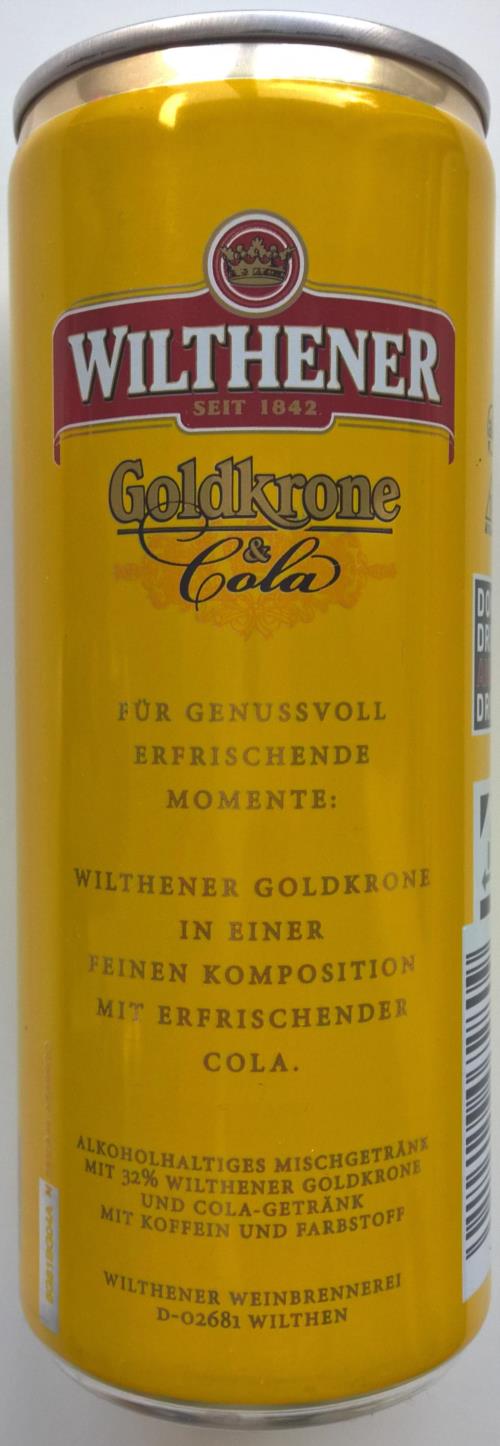 WILTHENER
SEIT 1842
Goldkrone
&
Cola
FÜR GENUSSVOLL
ERFRISCHENDE
MOMENTE:
WILTHENER GOLDKRONE
IN EINER
FEINEN KOMPOSITION
MIT ERFRISCHENDER
COLA.
ALKOHOLHALTIGES MISCHGETRÄNK
MIT 32% WILTHENER GOLDKRONE
UND COLA-GETRÄNK
MIT KOFFEIN UND FARBSTOFF
WILTHENER WEINBRENNEREI
D-02681 WILTHEN